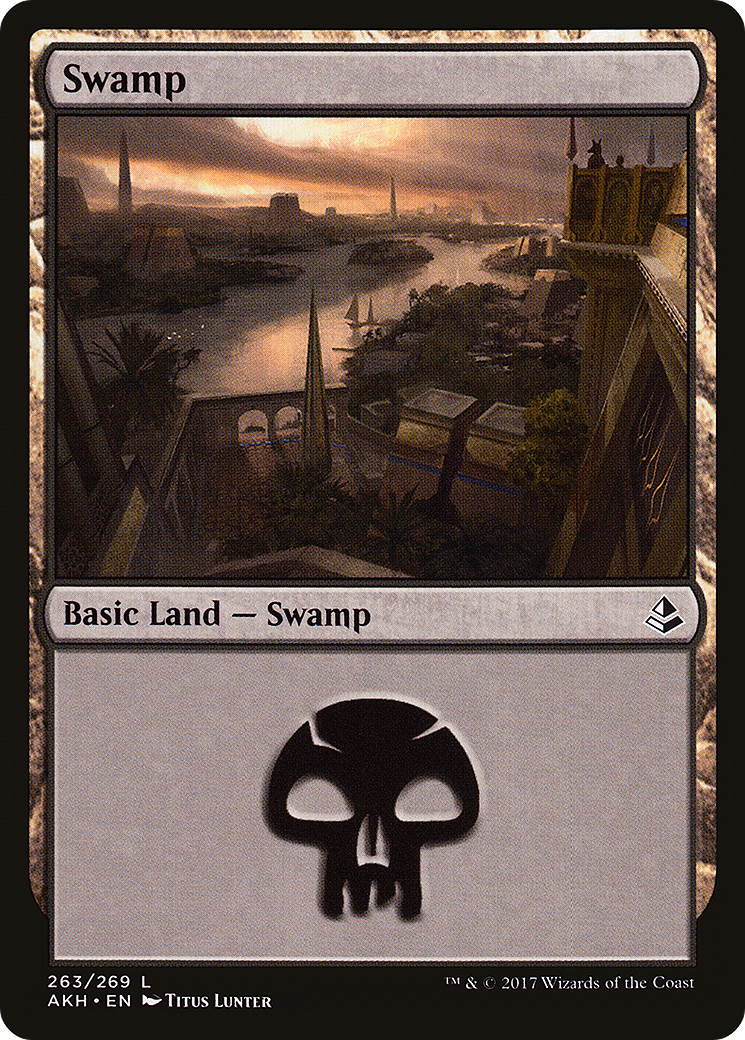 Swamp
Basic Land — Swamp
263/269 L
™ & © 2017 Wizards of the Coast
AKH • EN Titus Lunter